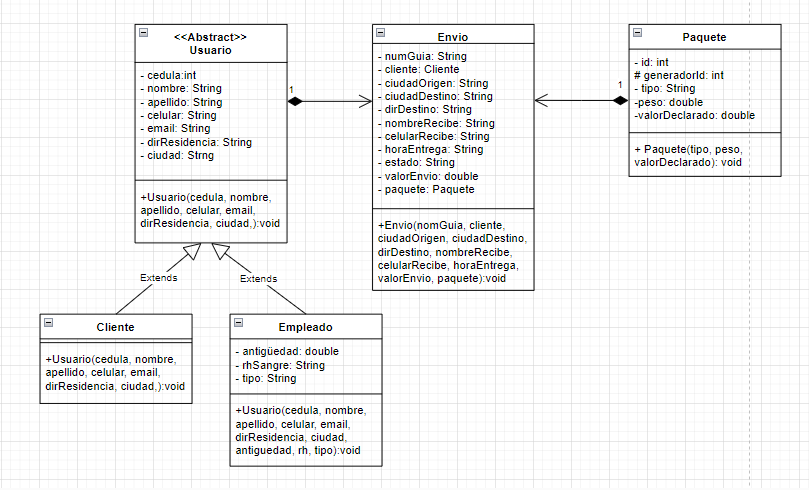 <<Abstract>>
Usuario
- cedula:int
- nombre: String
- apellido: String
- celular: String
- email: String
- dirResidencia: String
- ciudad: Strng
+Usuario(cedula, nombre,
apellido, celular, email,
dirResidencia, ciudad,):void
1
Envio
- numGuia: String
- cliente: Cliente
- ciudadOrigen: String
- ciudadDestino: String
- dirDestino: String
- nombreRecibe: String
- celularRecibe: String
- horaEntrega: String
- estado: String
- valorEnvio: double
- paquete: Paquete
+Envio(nomGuia, cliente,
ciudadOrigen, ciudadDestino,
dirDestino, nombreRecibe,
celularRecibe, horaEntrega,
valorEnvio, paquete):void
1
Paquete
- id: int
# generadorId: int
- tipo: String
-peso: double
-valorDeclarado: double
+ Paquete(tipo, peso,
valorDeclarado): void
Extends
Extends
Cliente
+Usuario(cedula, nombre,
apellido, celular, email,
dirResidencia, ciudad,):void
Empleado
- antigüedad: double
- rhSangre: String
- tipo: String
+Usuario(cedula, nombre,
apellido, celular, email,
dirResidencia, ciudad,
antiguedad, rh, tipo):void